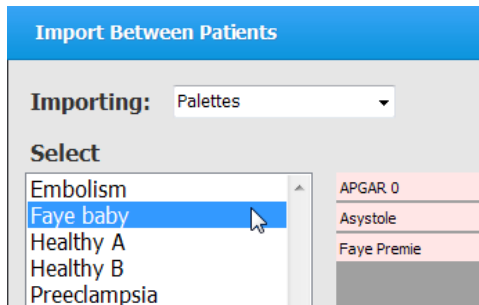 Import Between Patients
Importing: Palettes
Select
Embolism
Faye baby
Healthy A
Healthy B
Preeclampsia
APGAR 0
Asystole
Faye Premie